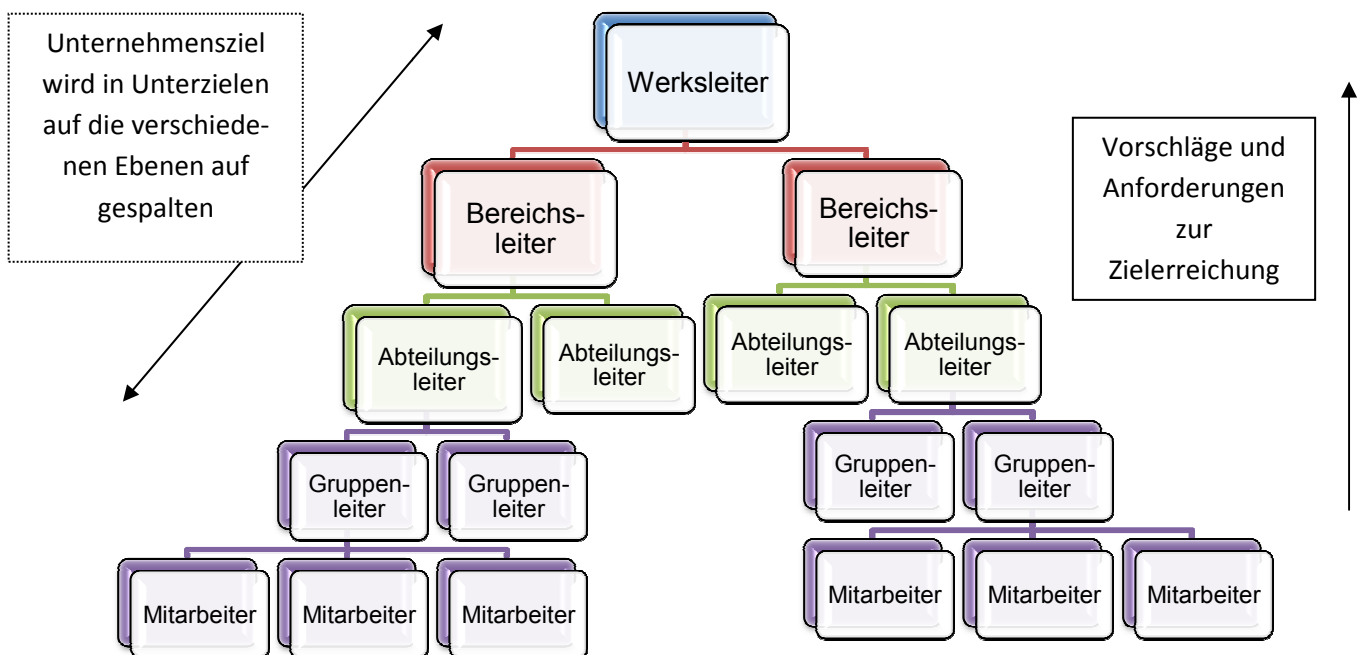 Unternehmensziel
wird in Unterzielen
auf die verschiede-
nen Ebenen auf
gespalten
Werksleiter
Vorschläge und
Anforderungen
zur
Zielerreichung
Bereichs-
leiter
Bereichs-
leiter
Abteilungs-
leiter
Abteilungs-
leiter
Abteilungs-
leiter
Abteilungs-
leiter
Gruppen-
leiter
Gruppen-
leiter
Gruppen-
leiter
Gruppen-
leiter
Mitarbeiter
Mitarbeiter
Mitarbeiter
Mitarbeiter
Mitarbeiter
Mitarbeiter